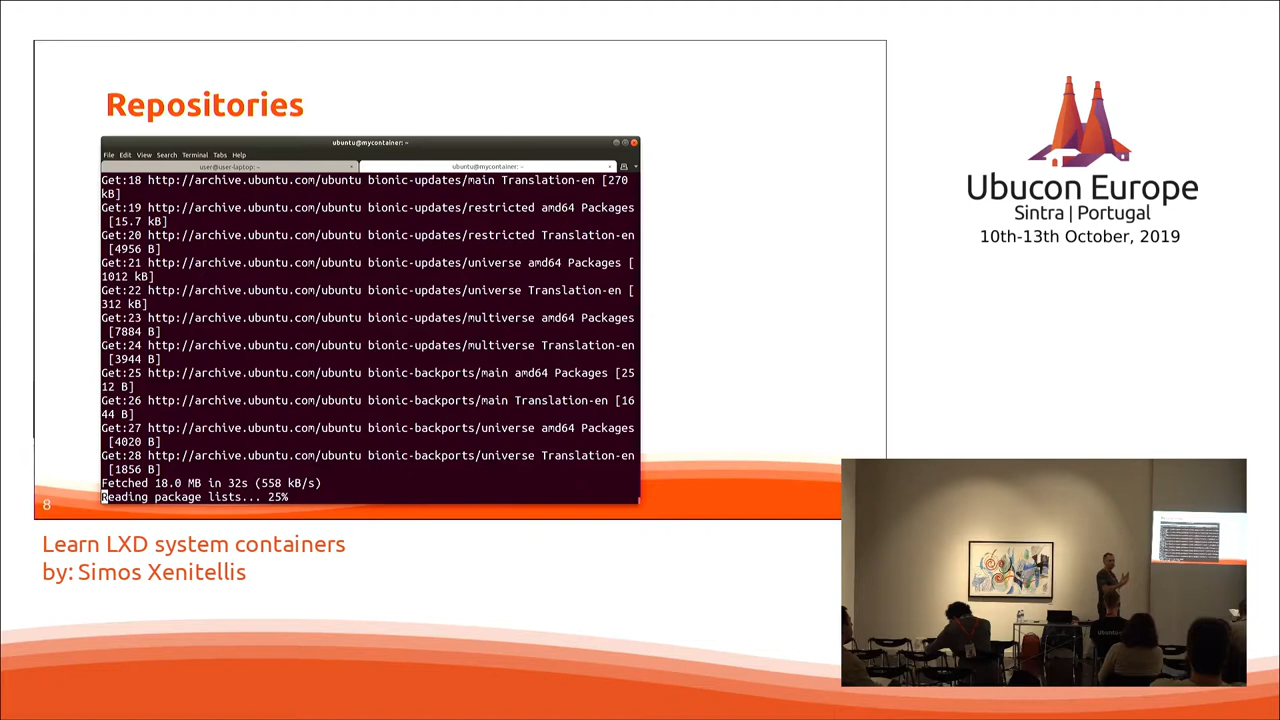 Repositories
ubuntu@mycontainer: ~
File Edit View Search Terminal Tabs Help
user@user-laptop: ~
ubuntu@mycontainer: ~
Get:18 http://archive.ubuntu.com/ubuntu bionic-updates/main Translation-en [270
kB]
Get:19 http://archive.ubuntu.com/ubuntu bionic-updates/restricted amd64 Packages
[15.7 kB]
Get:20 http://archive.ubuntu.com/ubuntu bionic-updates/restricted Translation-en
[4956 B]
Get:21 http://archive.ubuntu.com/ubuntu bionic-updates/universe amd64 Packages [
1012 kB]
Get:22 http://archive.ubuntu.com/ubuntu bionic-updates/universe Translation-en [
312 kB]
Get:23 http://archive.ubuntu.com/ubuntu bionic-updates/multiverse amd64 Packages
[7884 B]
Get:24 http://archive.ubuntu.com/ubuntu bionic-updates/multiverse Translation-en
[3944 B]
Get:25 http://archive.ubuntu.com/ubuntu bionic-backports/main amd64 Packages [25
12 B]
Get:26 http://archive.ubuntu.com/ubuntu bionic-backports/main Translation-en [16
44 B]
Get:27 http://archive.ubuntu.com/ubuntu bionic-backports/universe amd64 Packages
[4020 B]
Get:28 http://archive.ubuntu.com/ubuntu bionic-backports/universe Translation-en
[1856 B]
Fetched 18.0 MB in 32s (558 kB/s)
Reading package lists... 25%
8
Learn LXD system containers
by: Simos Xenitellis
Ubucon Europe
Sintra | Portugal
10th-13th October, 2019